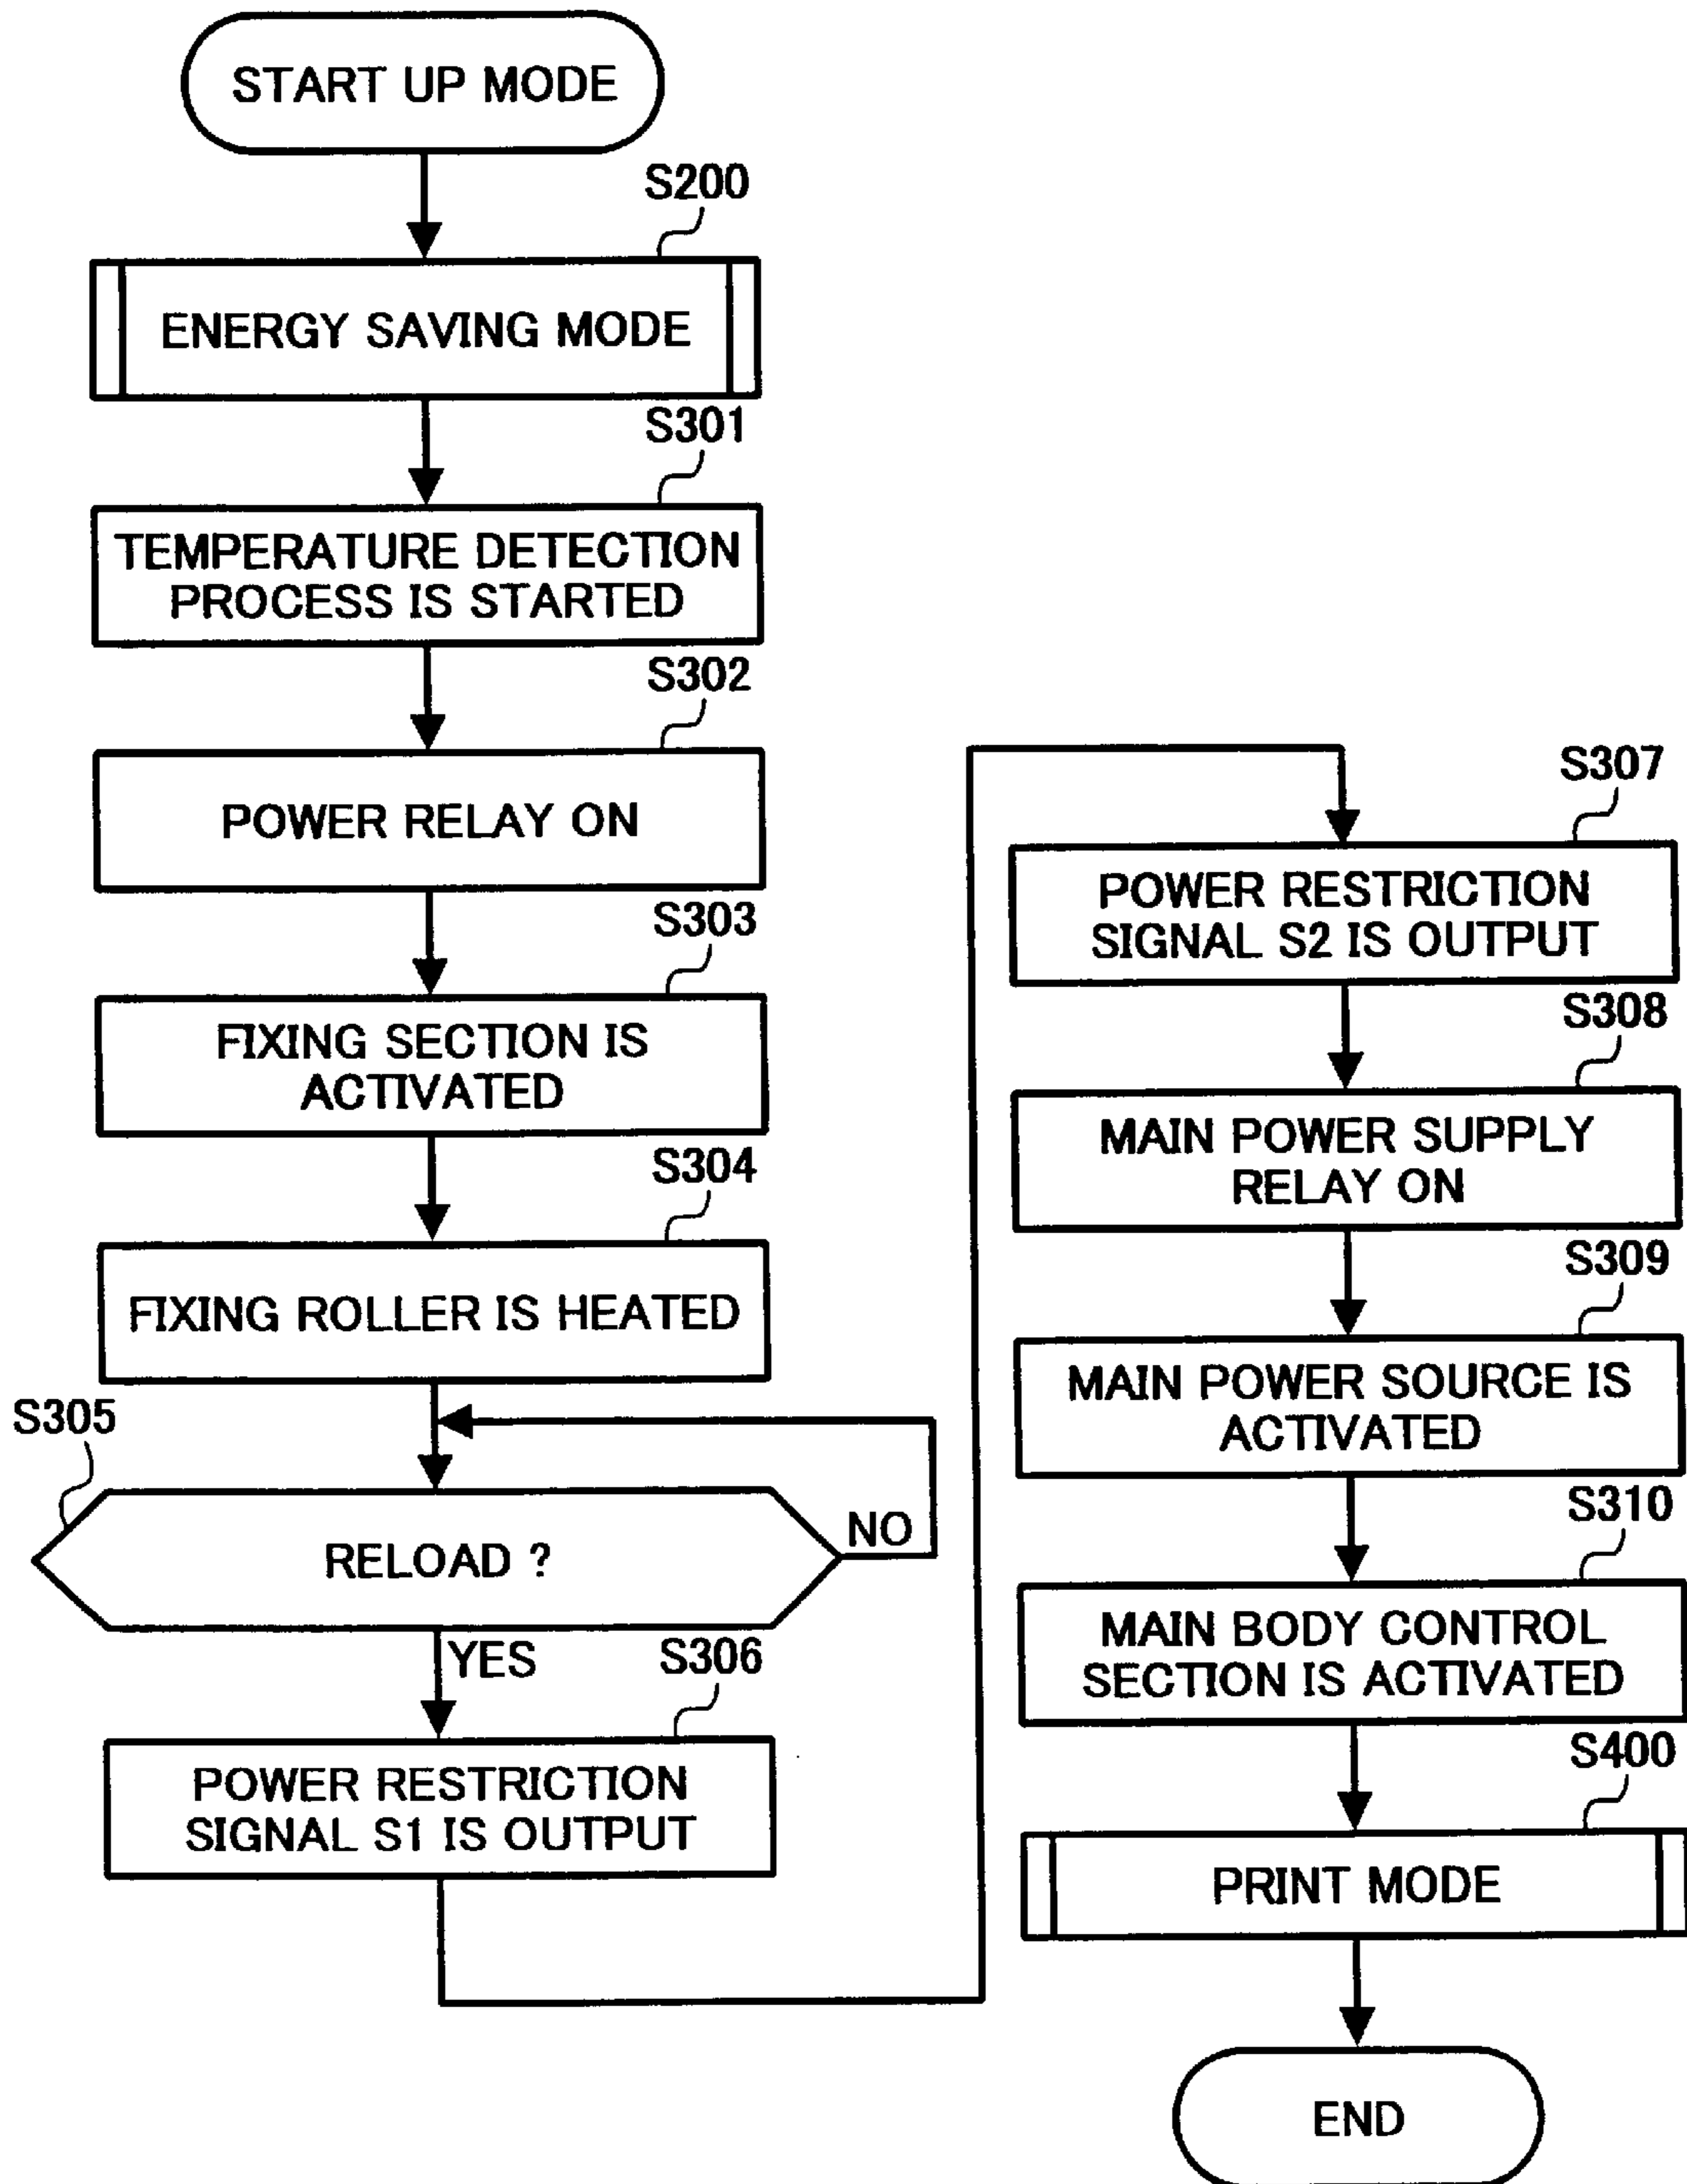 START UP MODE
S200
ENERGY SAVING MODE
S301
TEMPERATURE DETECTION
PROCESS IS STARTED
S302
POWER RELAY ON
S303
FIXING SECTION IS
ACTIVATED
S304
FIXING ROLLER IS HEATED
S305
RELOAD ?
NO
YES
S306
POWER RESTRICTION
SIGNAL S1 IS OUTPUT
S307
POWER RESTRICTION
SIGNAL S2 IS OUTPUT
S308
MAIN POWER SUPPLY
RELAY ON
S309
MAIN POWER SOURCE IS
ACTIVATED
S310
MAIN BODY CONTROL
SECTION IS ACTIVATED
S400
PRINT MODE
END